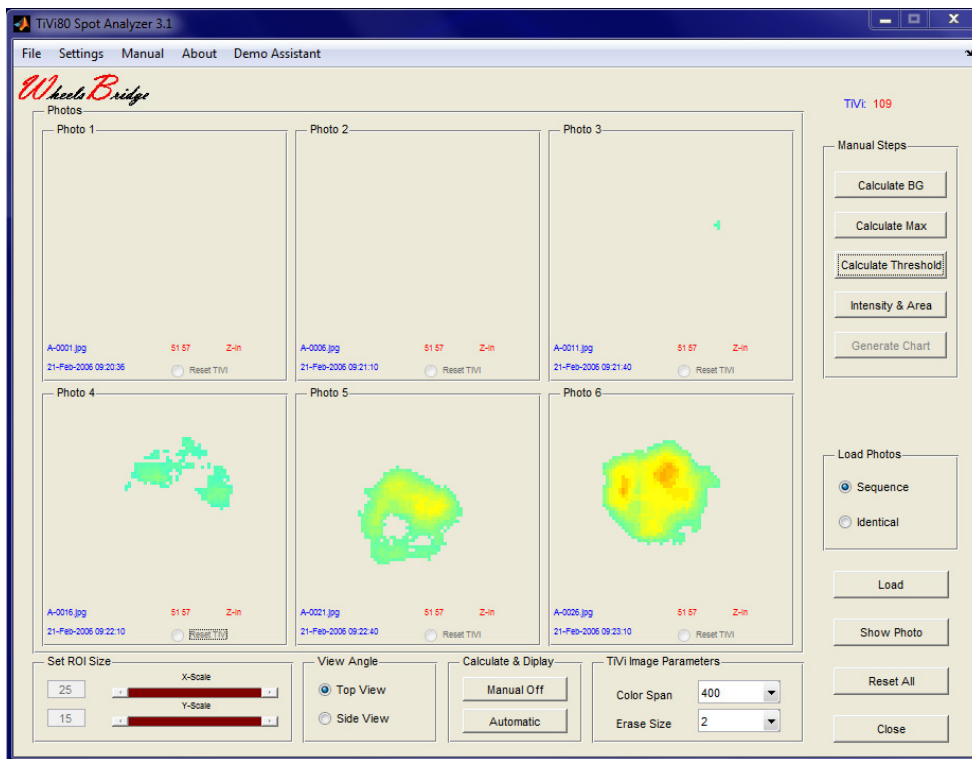 TiVi80 Spot Analyzer 3.1
File Settings Manual About Demo Assistant
WheelsBridge
TiVi: 109
Photos
Photo 1
A-0001.jpg 51 57 Z-in
21-Feb-2006 09:20:36 Reset TIVI
Photo 2
A-0006.jpg 51 57 Z-in
21-Feb-2006 09:21:10 Reset TIVI
Photo 3
A-0011.jpg 51 57 Z-in
21-Feb-2006 09:21:40 Reset TIVI
Photo 4
A-0016.jpg 51 57 Z-in
21-Feb-2006 09:22:10 Reset TIVI
Photo 5
A-0021.jpg 51 57 Z-in
21-Feb-2006 09:22:40 Reset TIVI
Photo 6
A-0026.jpg 51 57 Z-in
21-Feb-2006 09:23:10 Reset TIVI
Manual Steps
Calculate BG
Calculate Max
Calculate Threshold
Intensity & Area
Generate Chart
Load Photos
Sequence
Identical
Load
Show Photo
Reset All
Close
Set ROI Size
25 X-Scale
15 Y-Scale
View Angle
Top View
Side View
Calculate & Diplay
Manual Off
Automatic
TiVi Image Parameters
Color Span 400
Erase Size 2